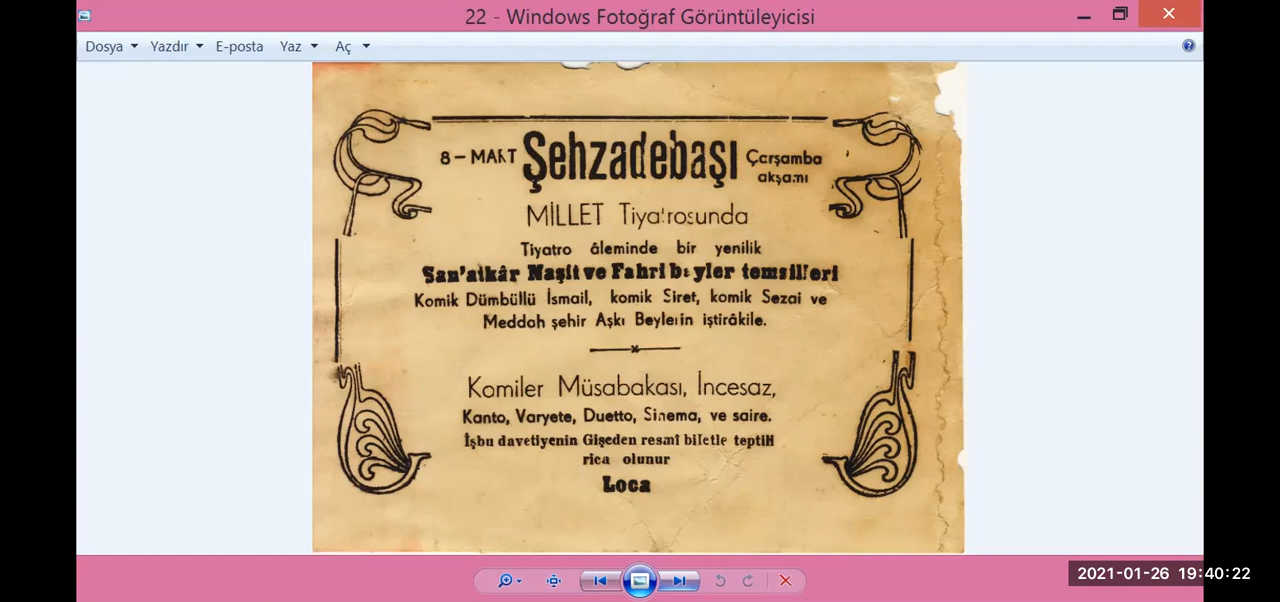 22 - Windows Fotoğraf Görüntüleyicisi
Dosya Yazdır E-posta Yaz Aç
8 – MART Şehzadebaşı Çarşamba akşamı
MİLLET Tiyatrosunda
Tiyatro âleminde bir yenilik
San'atkâr Naşit ve Fahri beyler temsilleri
Komik Dümbüllü İsmail, komik Siret, komik Sezai ve
Meddah şehir Aşkı Beylerin iştirâkile.
Komiler Müsabakası, İncesaz,
Kanto, Varyete, Duetto, Sinema, ve saire.
İşbu davetiyenin Gişeden resmî biletle teptili
rica olunur
Loca
2021-01-26 19:40:22